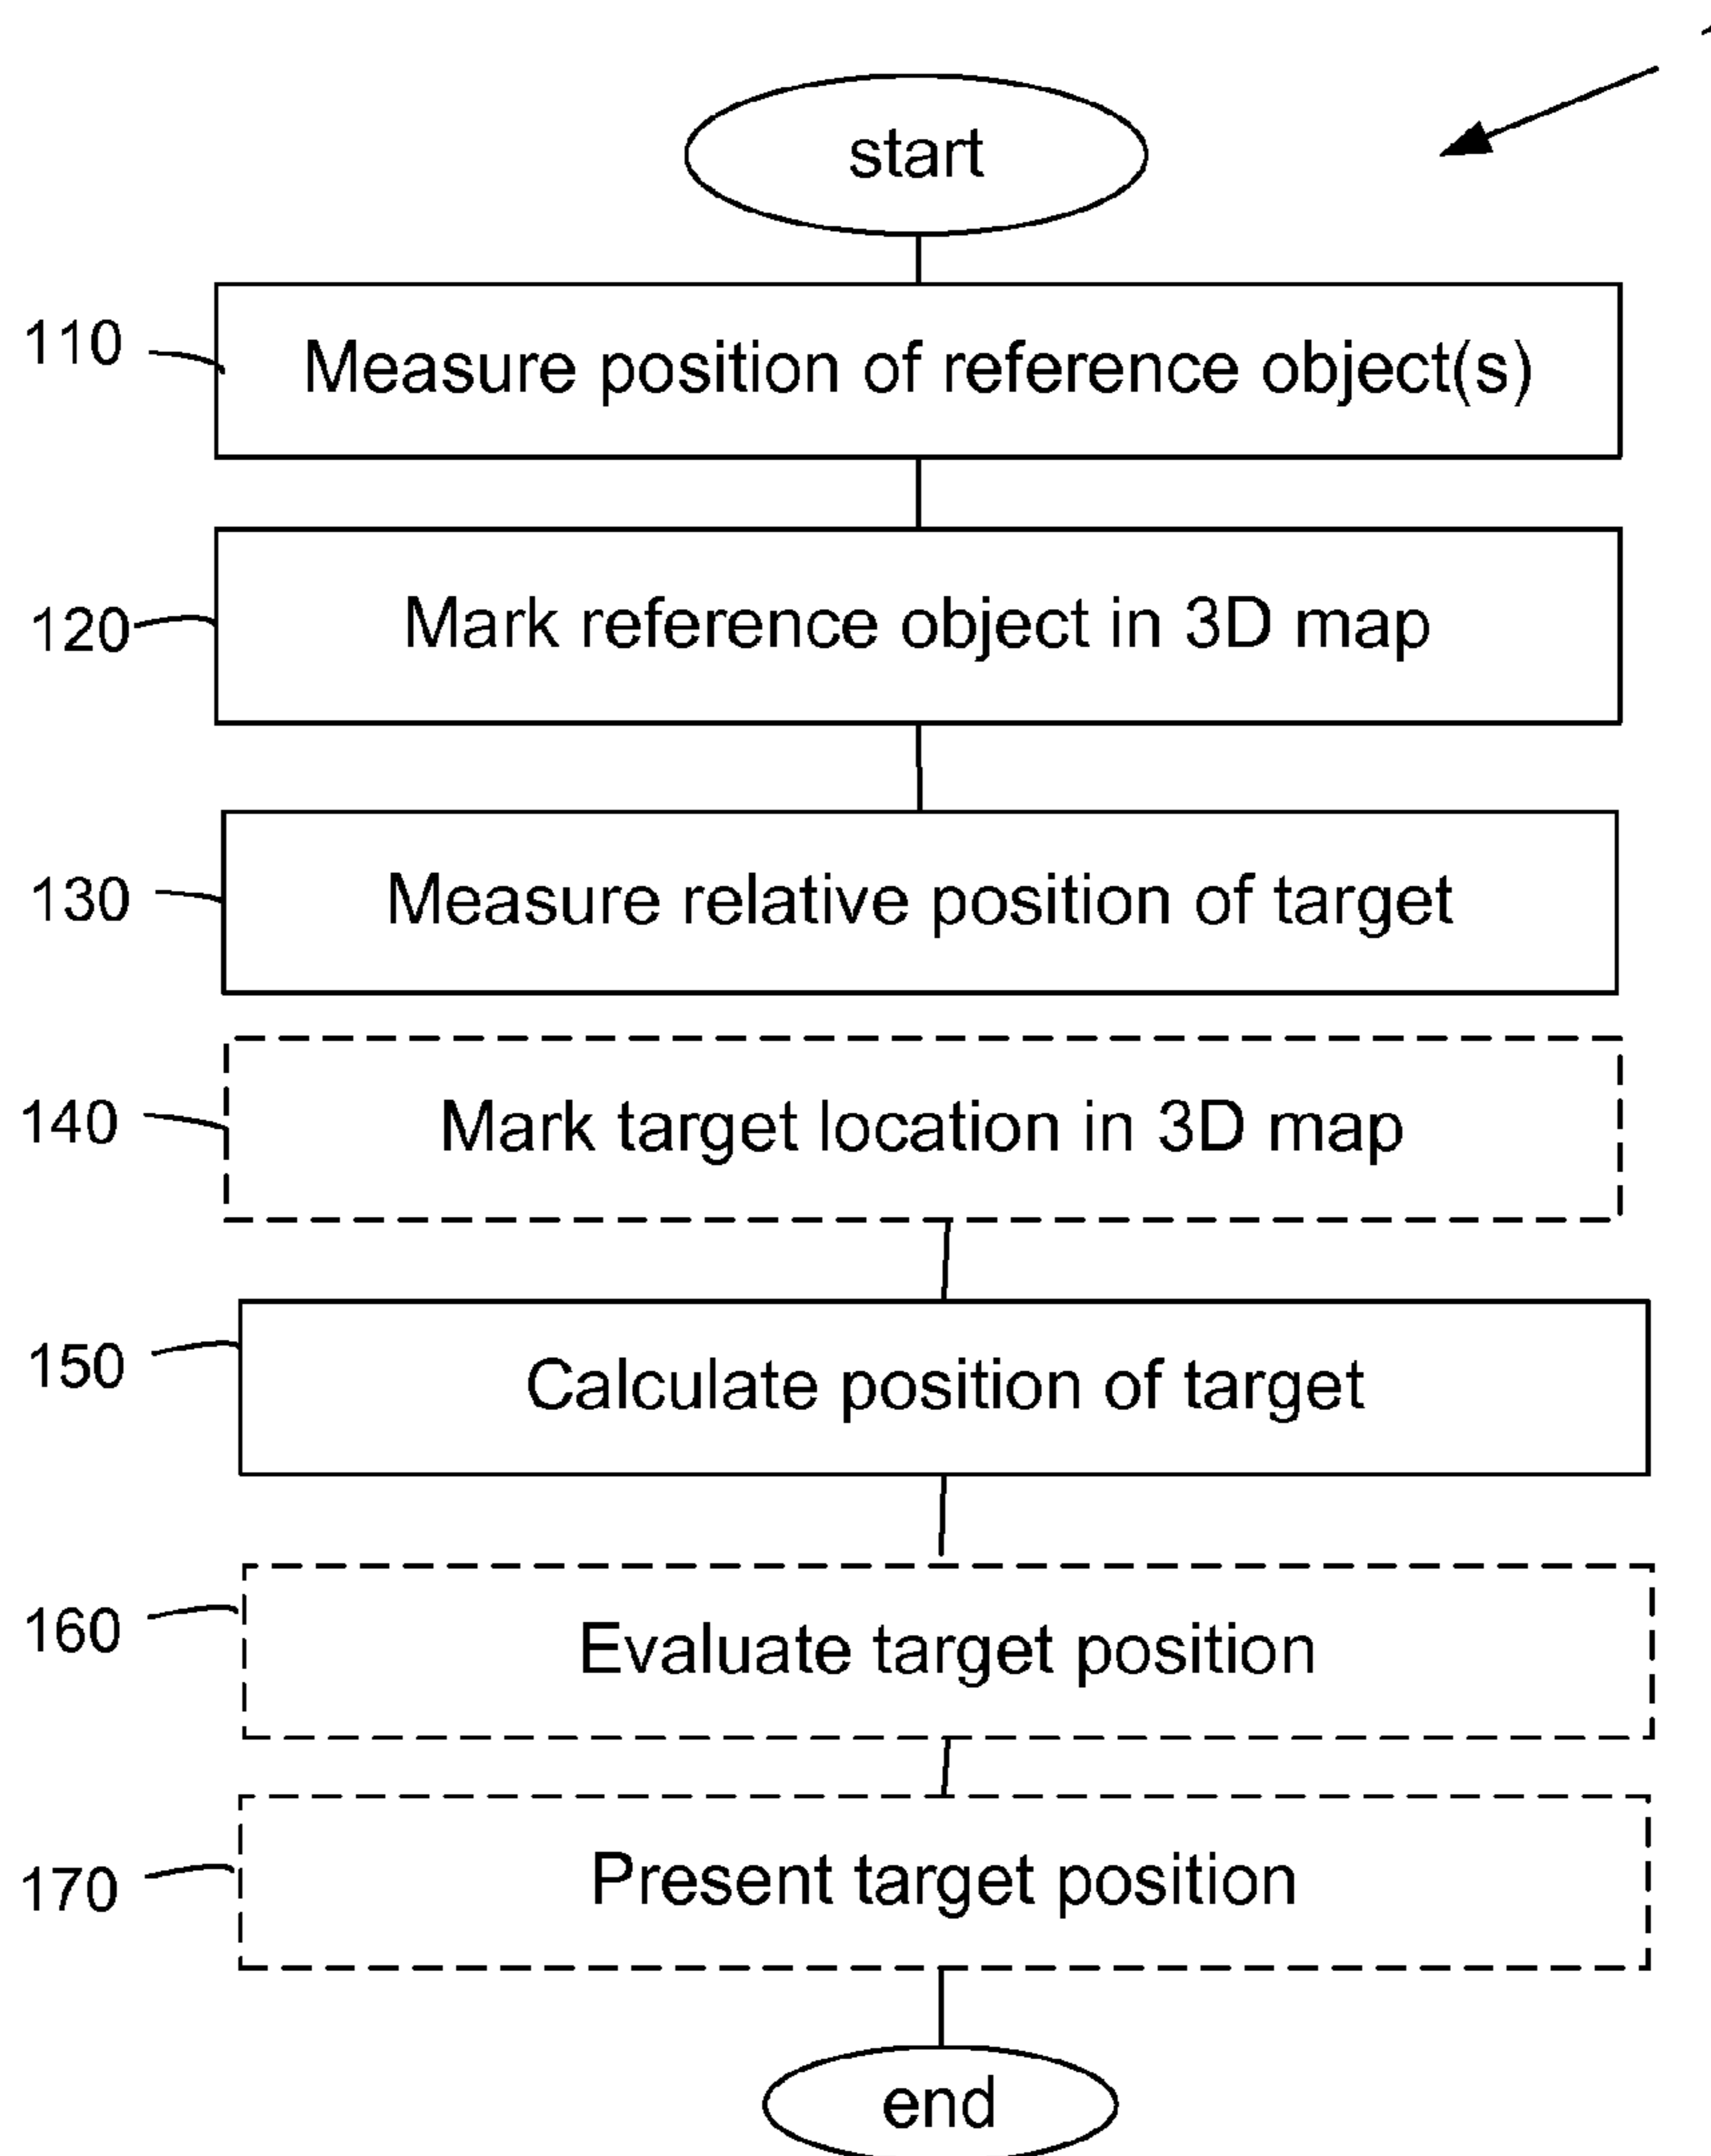 start
110
Measure position of reference object(s)
120
Mark reference object in 3D map
130
Measure relative position of target
140
Mark target location in 3D map
150
Calculate position of target
160
Evaluate target position
170
Present target position
end